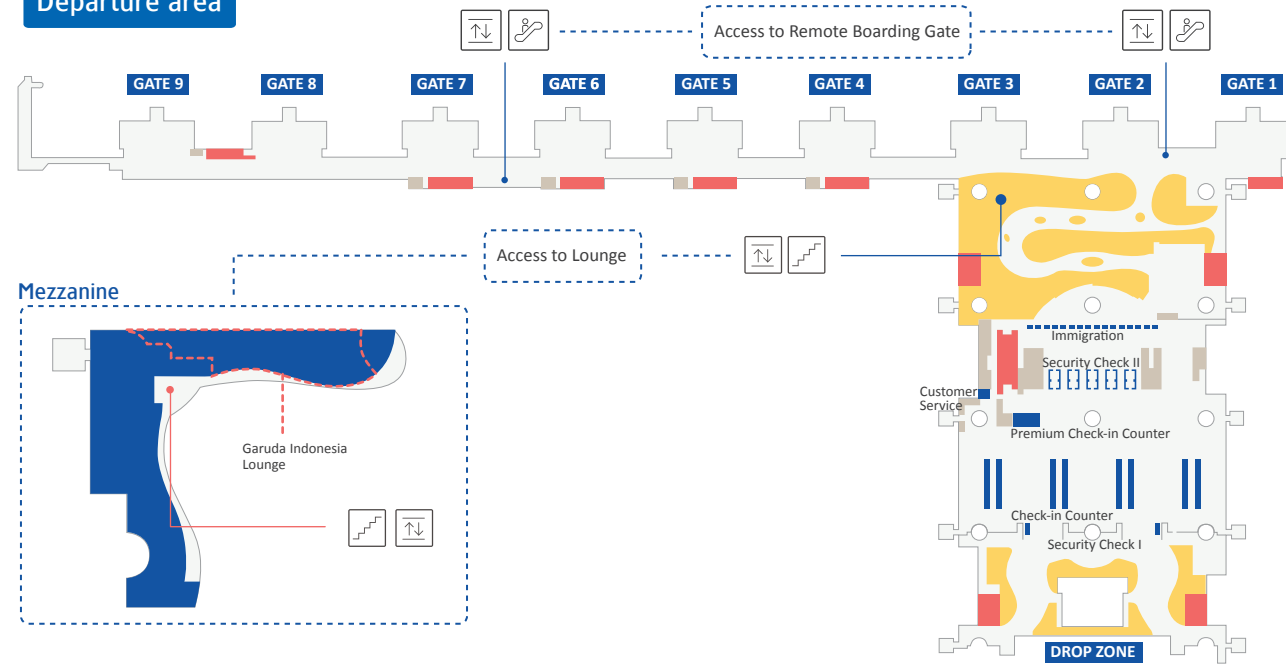 Departure area
Access to Remote Boarding Gate
GATE 9
GATE 8
GATE 7
GATE 6
GATE 5
GATE 4
GATE 3
GATE 2
GATE 1
Access to Lounge
Mezzanine
Garuda Indonesia
Lounge
Immigration
Security Check II
Customer
Service
Premium Check-in Counter
Check-in Counter
Security Check I
DROP ZONE